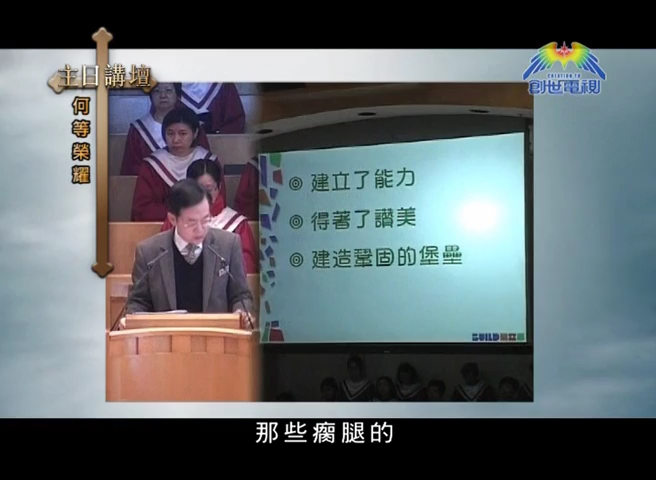 主日講壇
何等榮耀
CREATION TV
創世電視
建立了能力
得著了讚美
建造鞏固的堡壘
BUILD
那些瘸腿的